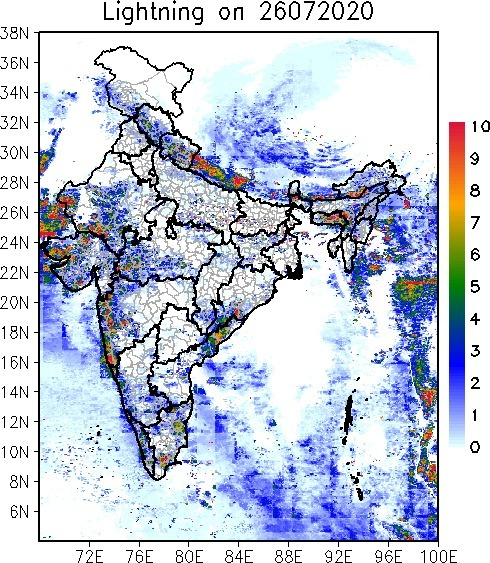 Lightning on 26072020
38N
36N
34N
32N
30N
28N
26N
24N
22N
20N
18N
16N
14N
12N
10N
8N
6N
72E 76E 80E 84E 88E 92E 96E 100E
10
9
8
7
6
5
4
3
2
1
0